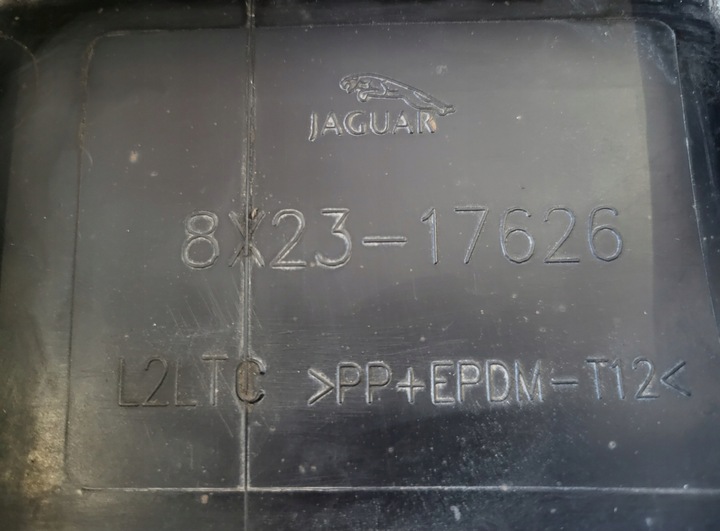 JAGUAR
8X23-17626
L2LTC >PP+EPDM-T12<